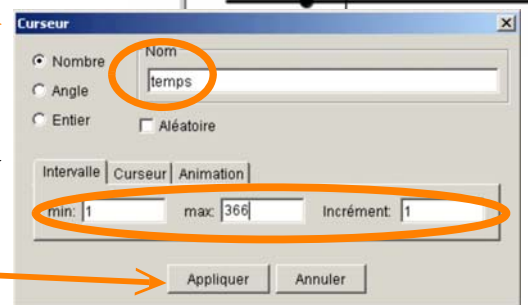 Curseur
Nombre
Angle
Entier
Nom
temps
Aléatoire
Intervalle Curseur Animation
min: 1 max: 366 Incrément: 1
Appliquer Annuler